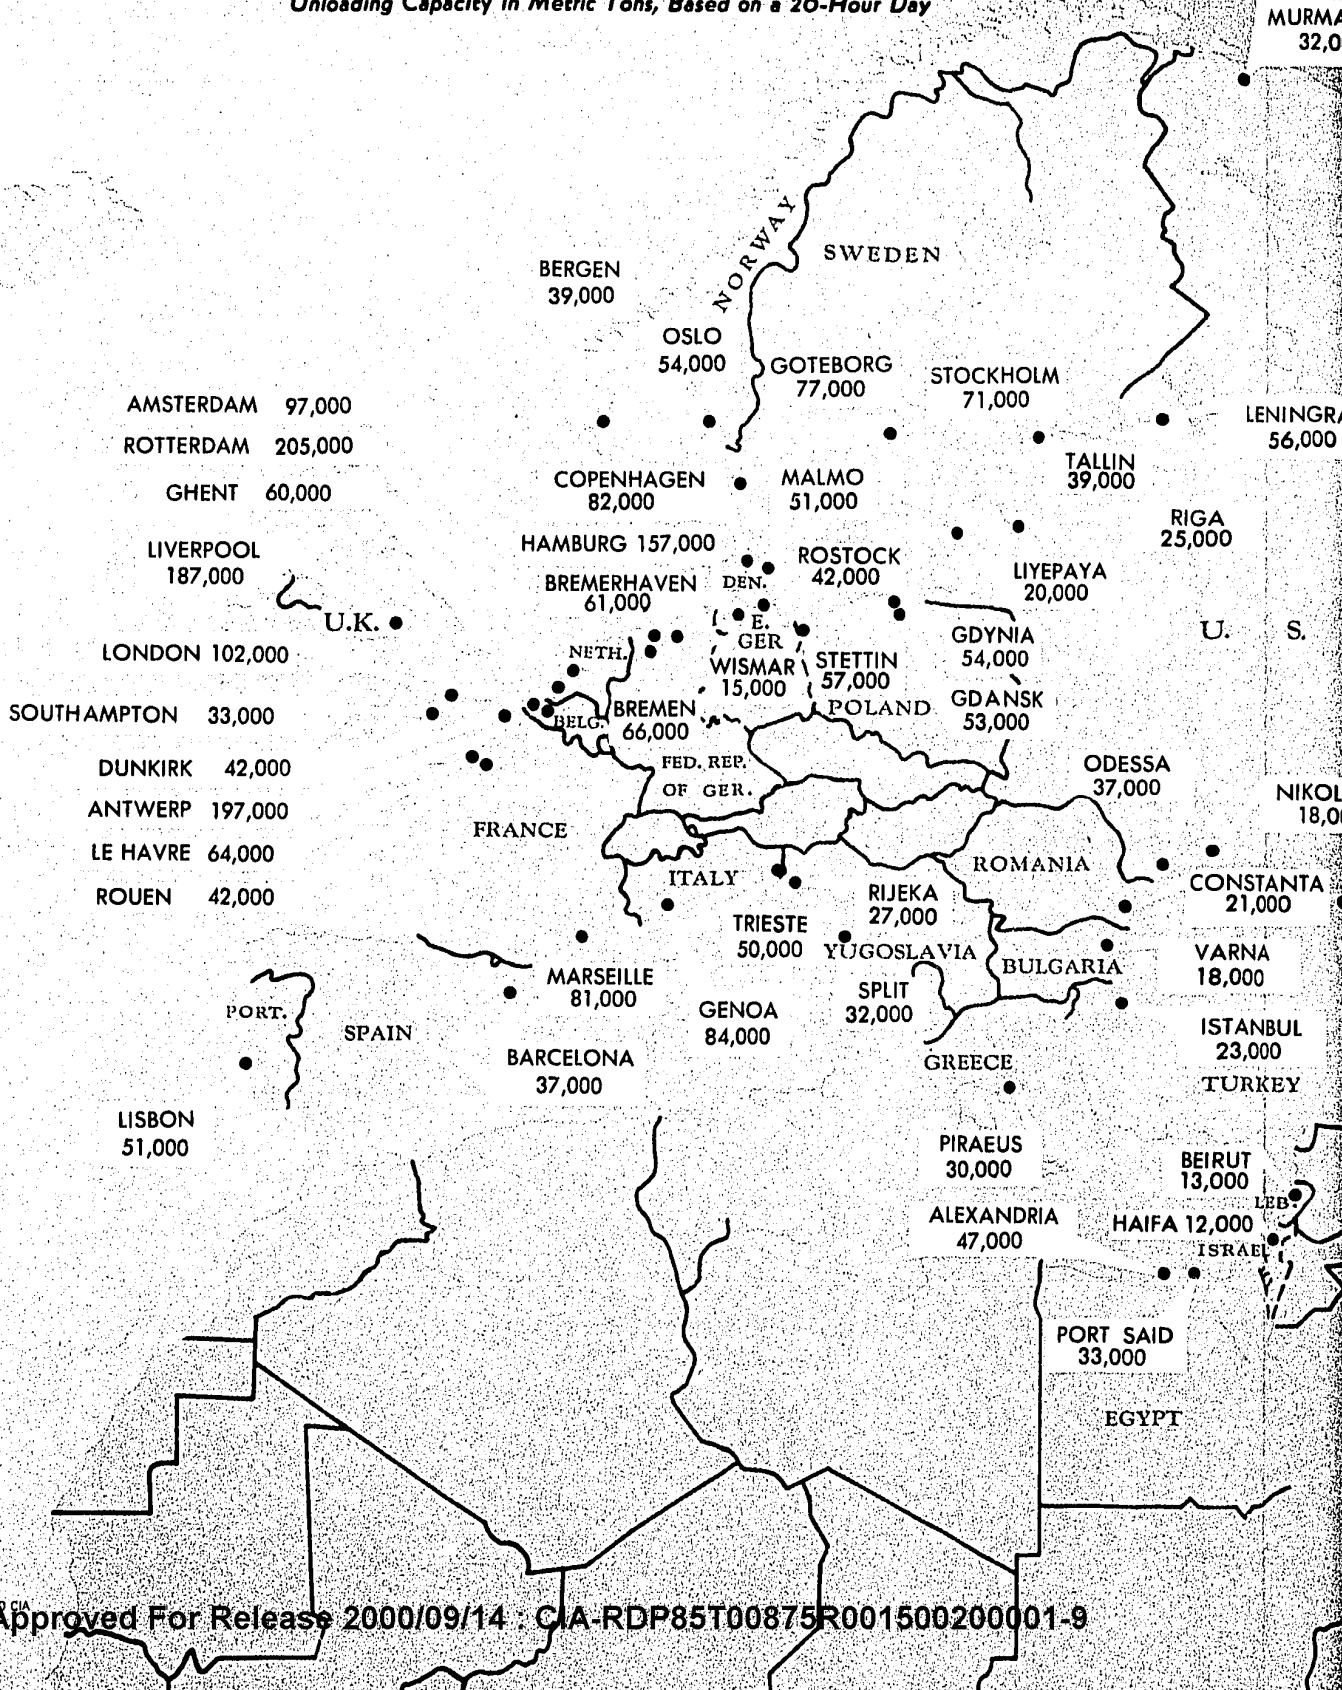 Unloading Capacity in Metric Tons, Based on a 20-Hour Day
MURMA
32,0
NORWAY
SWEDEN
BERGEN
39,000
OSLO
54,000
GOTEBORG
77,000
STOCKHOLM
71,000
AMSTERDAM 97,000
ROTTERDAM 205,000
GHENT 60,000
LENINGRA
56,000
TALLIN
39,000
COPENHAGEN
82,000
MALMO
51,000
RIGA
25,000
HAMBURG 157,000
LIVERPOOL
187,000
ROSTOCK
42,000
BREMERHAVEN
61,000
DEN.
LIYEPAYA
20,000
U.K.
E.
GER
U. S.
LONDON 102,000
NETH.
WISMAR
15,000
STETTIN
57,000
GDYNIA
54,000
SOUTHAMPTON 33,000
BELG.
BREMEN
66,000
POLAND
GDANSK
53,000
DUNKIRK 42,000
FED. REP.
OF GER.
ODESSA
37,000
NIKOL
18,0
ANTWERP 197,000
FRANCE
LE HAVRE 64,000
ITALY
ROMANIA
ROUEN 42,000
RIJEKA
27,000
CONSTANTA
21,000
TRIESTE
50,000
YUGOSLAVIA
BULGARIA
VARNA
18,000
MARSEILLE
81,000
SPLIT
32,000
PORT.
SPAIN
GENOA
84,000
ISTANBUL
23,000
BARCELONA
37,000
GREECE
TURKEY
LISBON
51,000
PIRAEUS
30,000
BEIRUT
13,000
LEB.
ALEXANDRIA
47,000
HAIFA 12,000
ISRAEL
PORT SAID
33,000
EGYPT
CIA
Approved For Release 2000/09/14 : CIA-RDP85T00875R001500200001-9